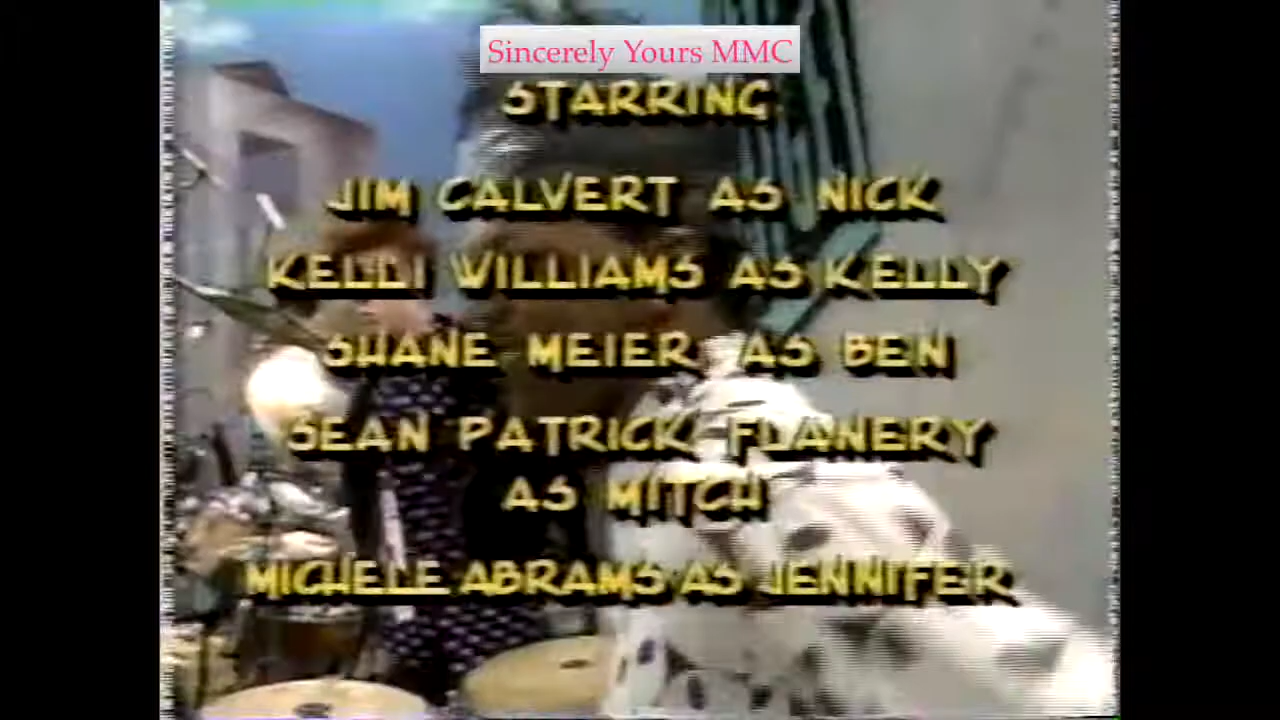 Sincerely Yours MMC
STARRING
JIM CALVERT AS NICK
KELLI WILLIAMS AS KELLY
SHANE MEIER AS BEN
SEAN PATRICK FLANERY
AS MITCH
MICHELE ABRAMS AS JENNIFER